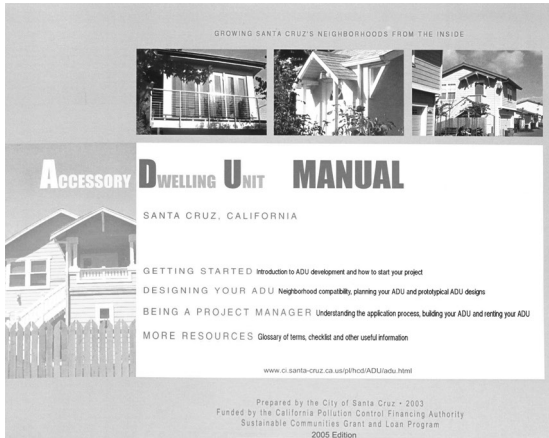 GROWING SANTA CRUZ'S NEIGHBORHOODS FROM THE INSIDE
ACCESSORY DWELLING UNIT MANUAL
SANTA CRUZ, CALIFORNIA
GETTING STARTED Introduction to ADU development and how to start your project
DESIGNING YOUR ADU Neighborhood compatibility, planning your ADU and prototypical ADU designs
BEING A PROJECT MANAGER Understanding the application process, building your ADU and renting your ADU
MORE RESOURCES Glossary of terms, checklist and other useful information
www.ci.santa-cruz.ca.us/pl/hcd/ADU/adu.html
Prepared by the City of Santa Cruz • 2003
Funded by the California Pollution Control Financing Authority
Sustainable Communities Grant and Loan Program
2005 Edition